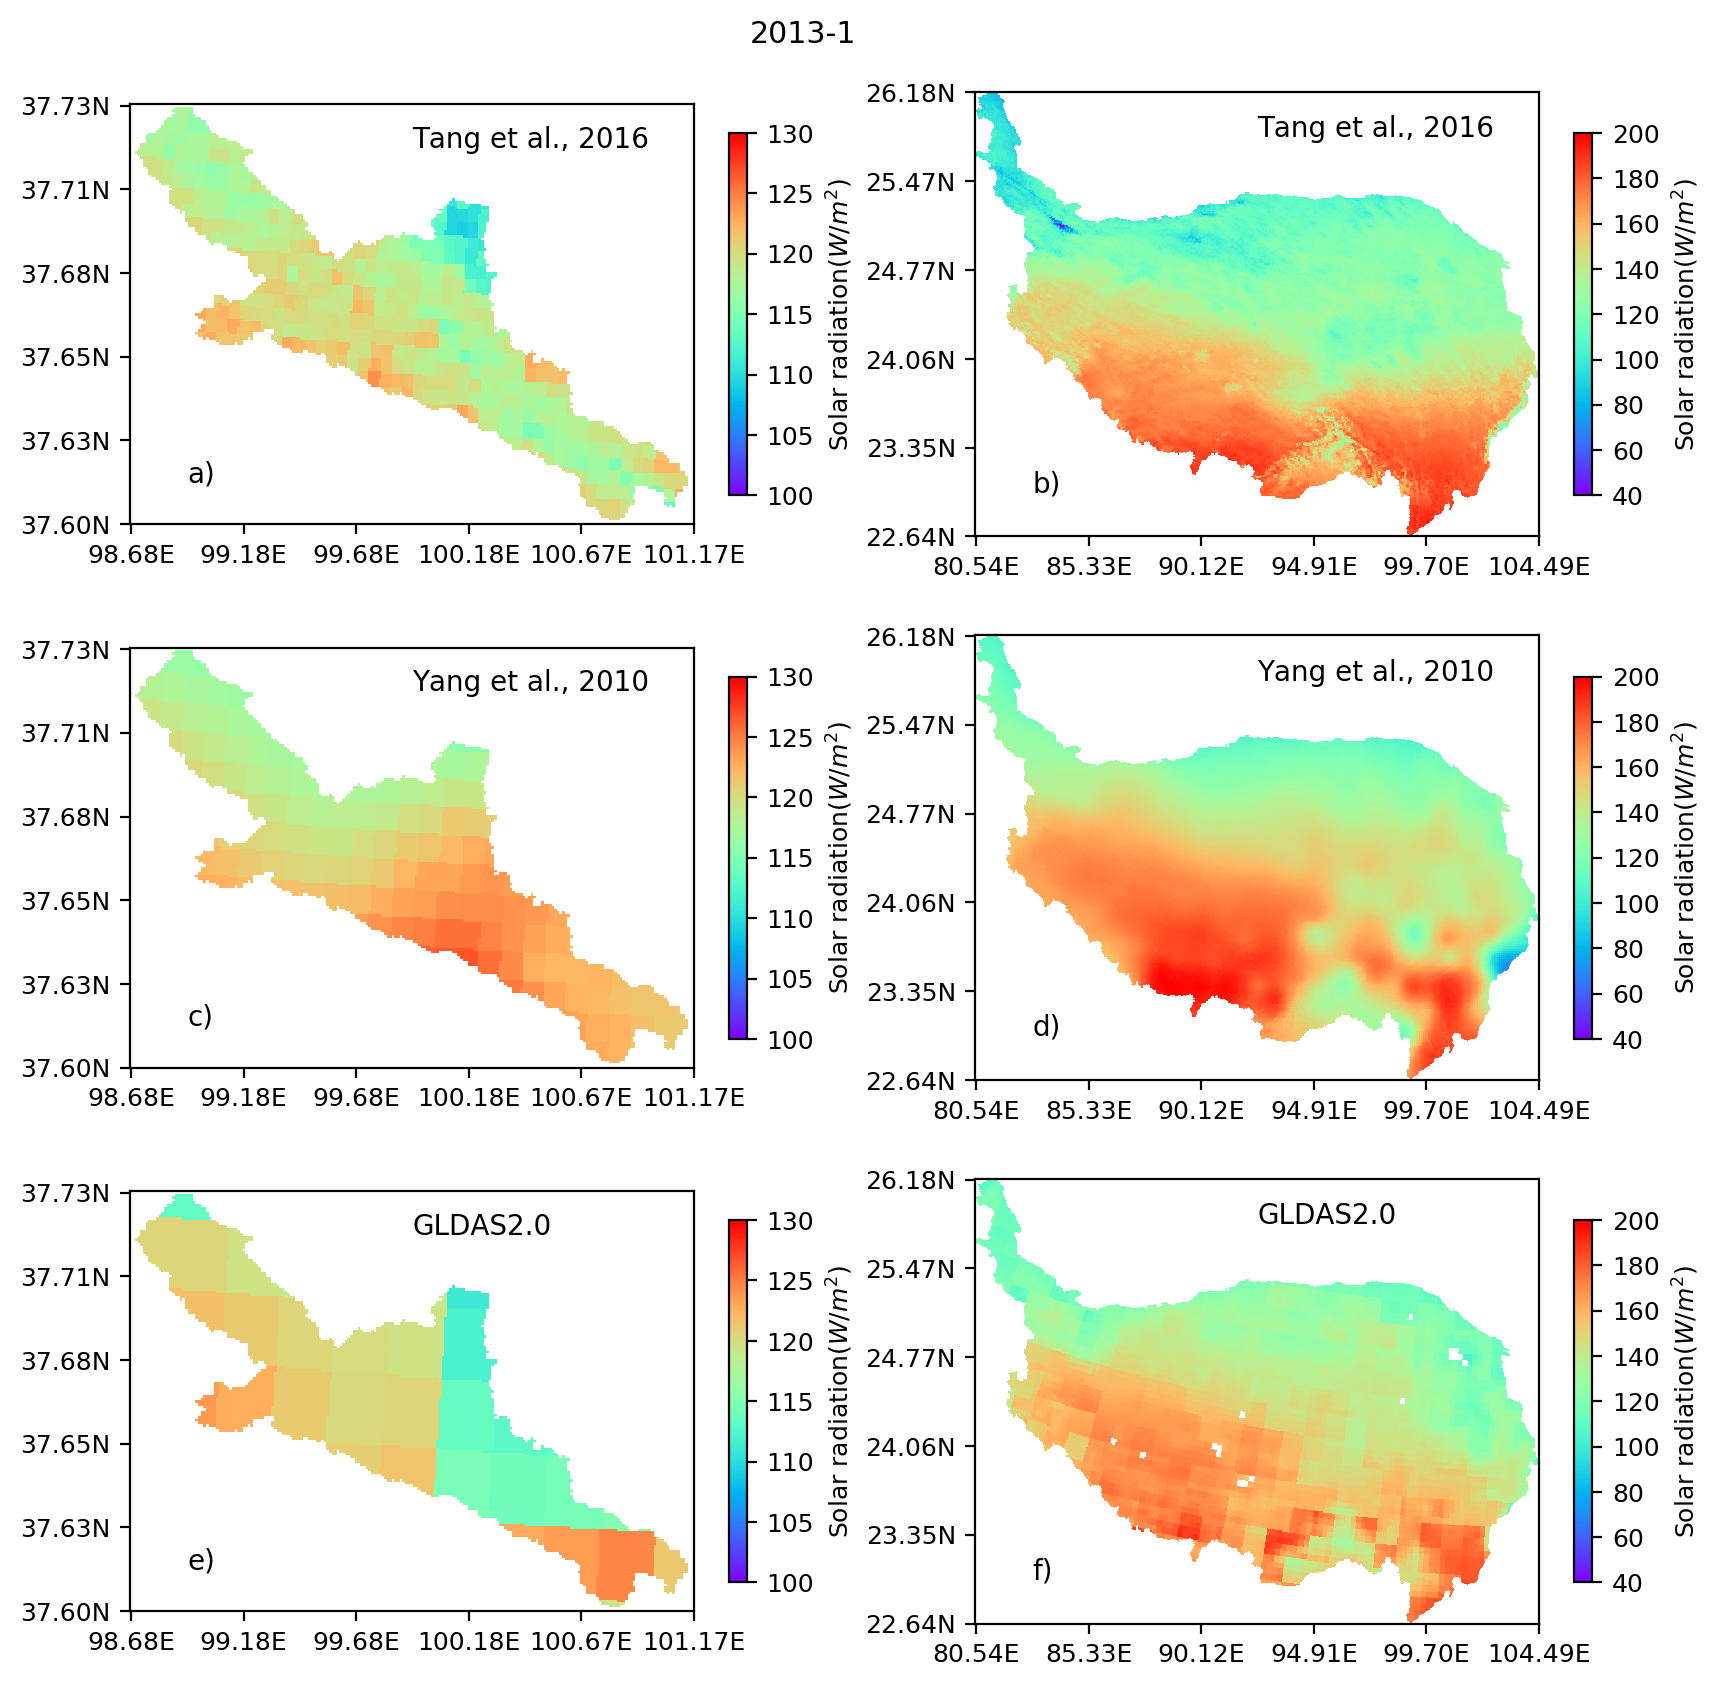 2013-1
37.73N
37.71N
37.68N
37.65N
37.63N
37.60N
98.68E 99.18E 99.68E 100.18E 100.67E 101.17E
Tang et al., 2016
a)
130
125
120
115
110
105
100
Solar radiation(W/m²)
26.18N
25.47N
24.77N
24.06N
23.35N
22.64N
80.54E 85.33E 90.12E 94.91E 99.70E 104.49E
Tang et al., 2016
b)
200
180
160
140
120
100
80
60
40
Solar radiation(W/m²)
37.73N
37.71N
37.68N
37.65N
37.63N
37.60N
98.68E 99.18E 99.68E 100.18E 100.67E 101.17E
Yang et al., 2010
c)
130
125
120
115
110
105
100
Solar radiation(W/m²)
26.18N
25.47N
24.77N
24.06N
23.35N
22.64N
80.54E 85.33E 90.12E 94.91E 99.70E 104.49E
Yang et al., 2010
d)
200
180
160
140
120
100
80
60
40
Solar radiation(W/m²)
37.73N
37.71N
37.68N
37.65N
37.63N
37.60N
98.68E 99.18E 99.68E 100.18E 100.67E 101.17E
GLDAS2.0
e)
130
125
120
115
110
105
100
Solar radiation(W/m²)
26.18N
25.47N
24.77N
24.06N
23.35N
22.64N
80.54E 85.33E 90.12E 94.91E 99.70E 104.49E
GLDAS2.0
f)
200
180
160
140
120
100
80
60
40
Solar radiation(W/m²)